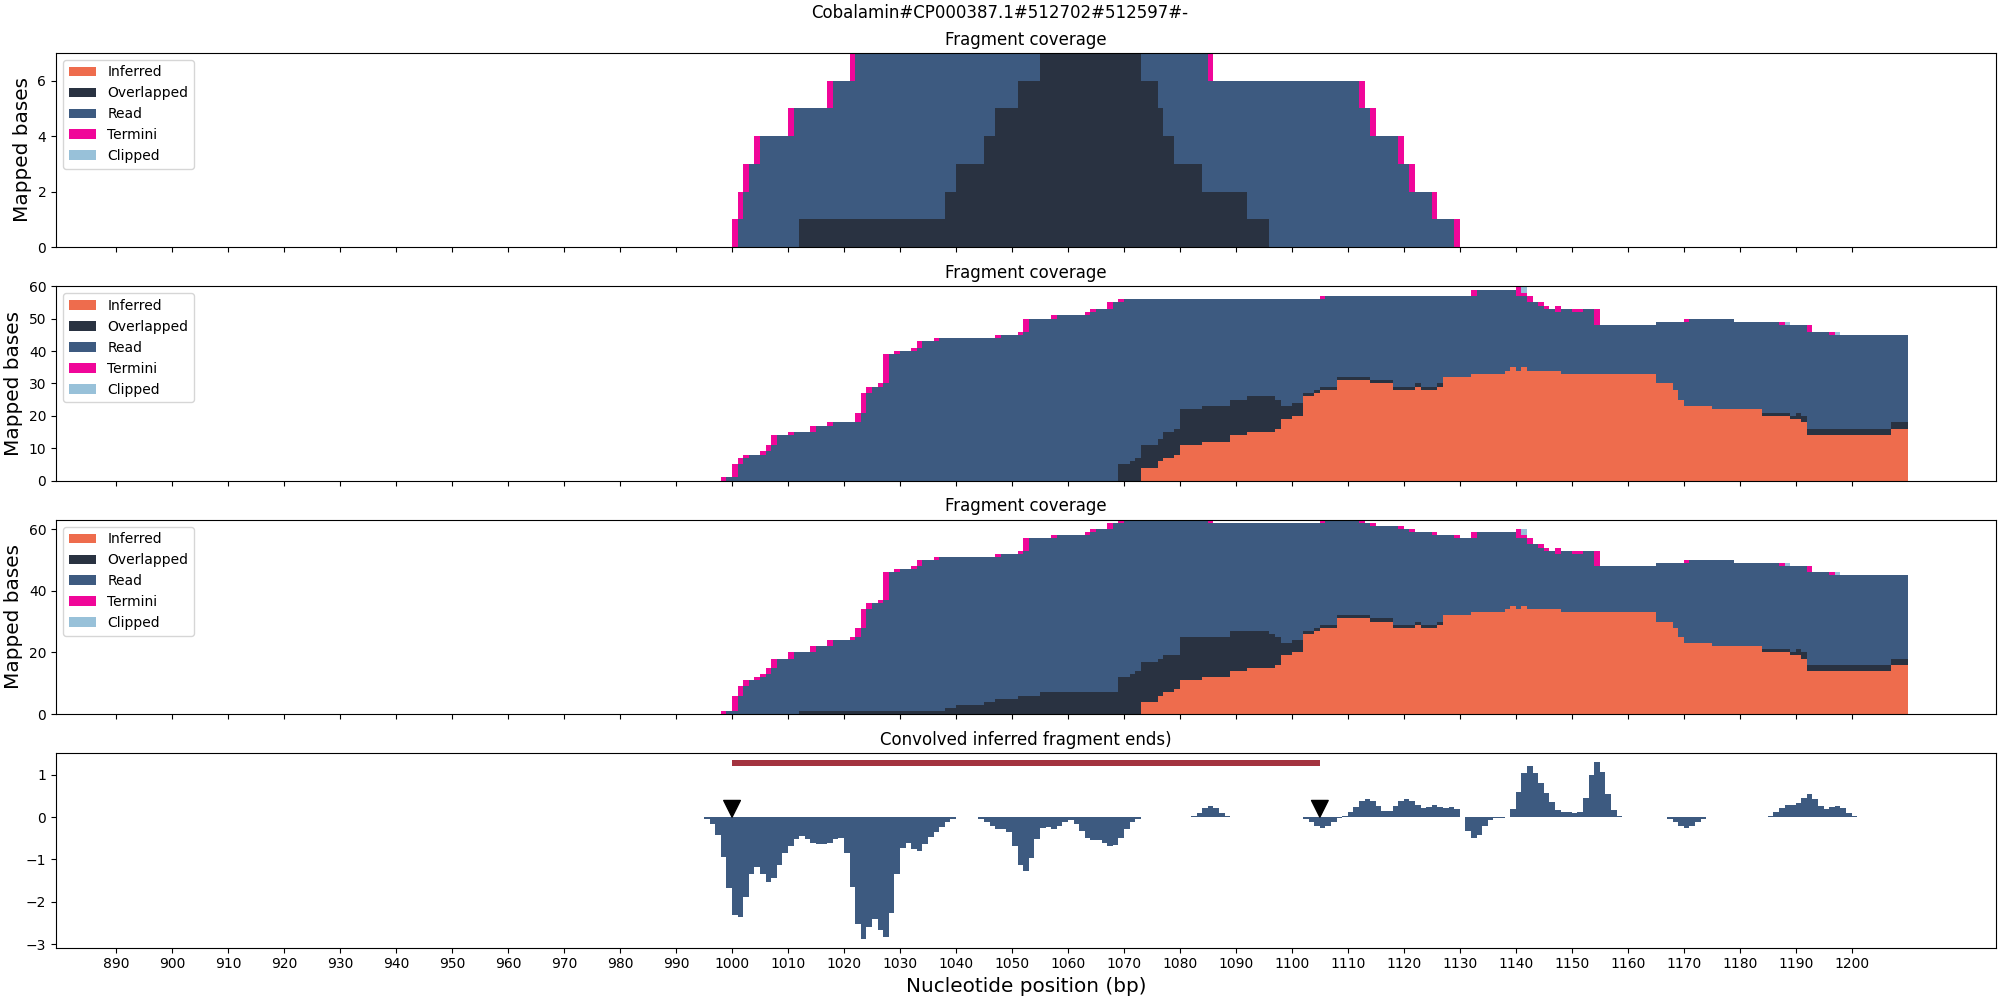 Cobalamin#CP000387.1#512702#512597#-
Fragment coverage
Mapped bases
6
4
2
0
Inferred
Overlapped
Read
Termini
Clipped
Fragment coverage
Mapped bases
60
50
40
30
20
10
0
Inferred
Overlapped
Read
Termini
Clipped
Fragment coverage
Mapped bases
60
40
20
0
Inferred
Overlapped
Read
Termini
Clipped
Convolved inferred fragment ends)
1
0
−1
−2
−3
890 900 910 920 930 940 950 960 970 980 990 1000 1010 1020 1030 1040 1050 1060 1070 1080 1090 1100 1110 1120 1130 1140 1150 1160 1170 1180 1190 1200
Nucleotide position (bp)